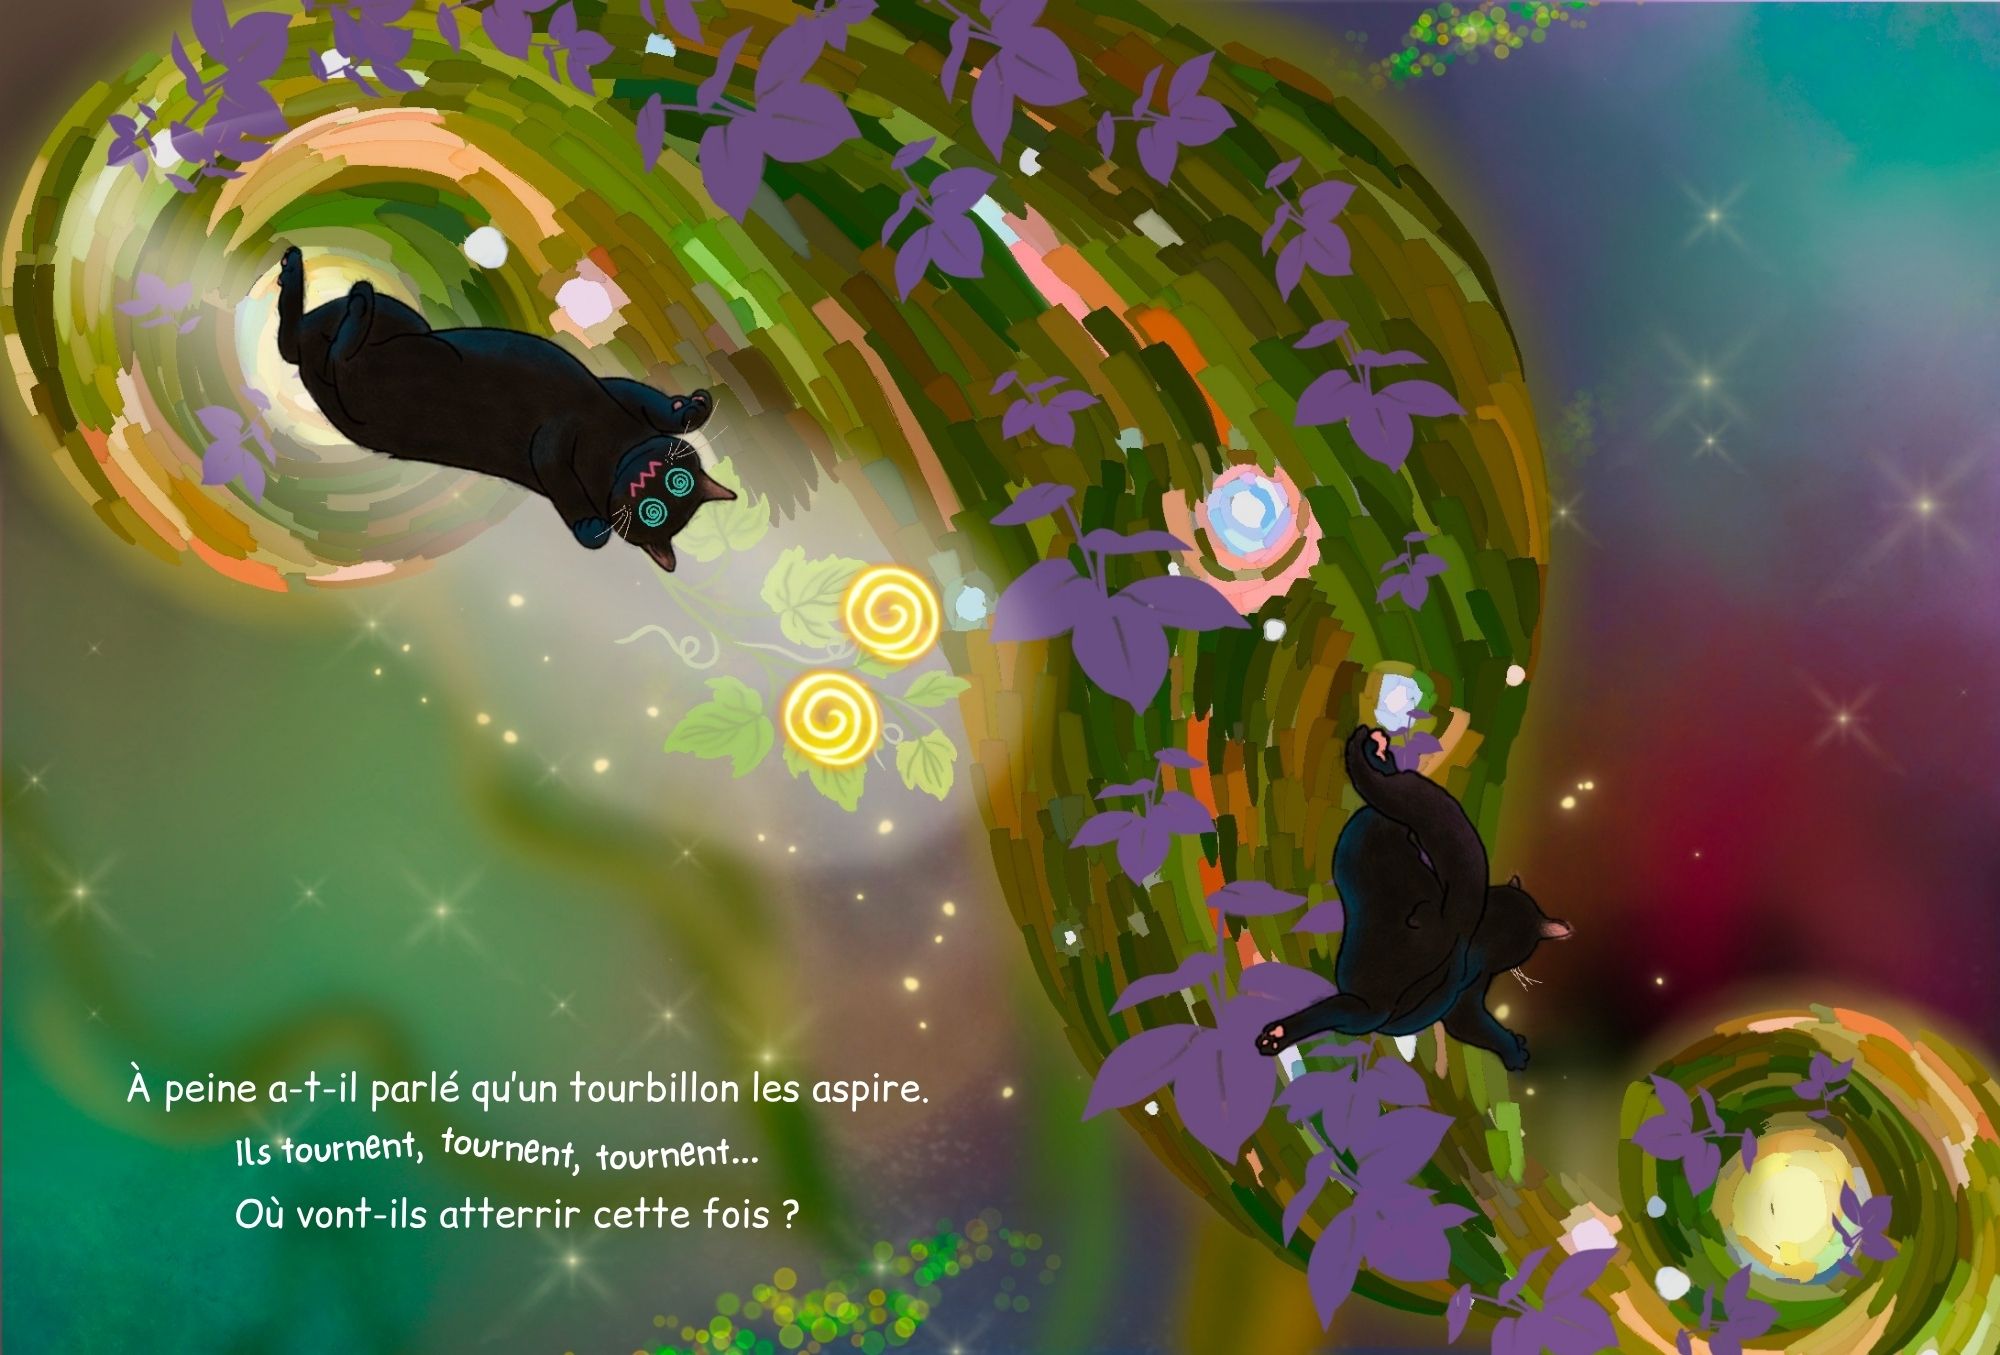 À peine a-t-il parlé qu'un tourbillon les aspire.
Ils tournent, tournent, tournent...
Où vont-ils atterrir cette fois ?